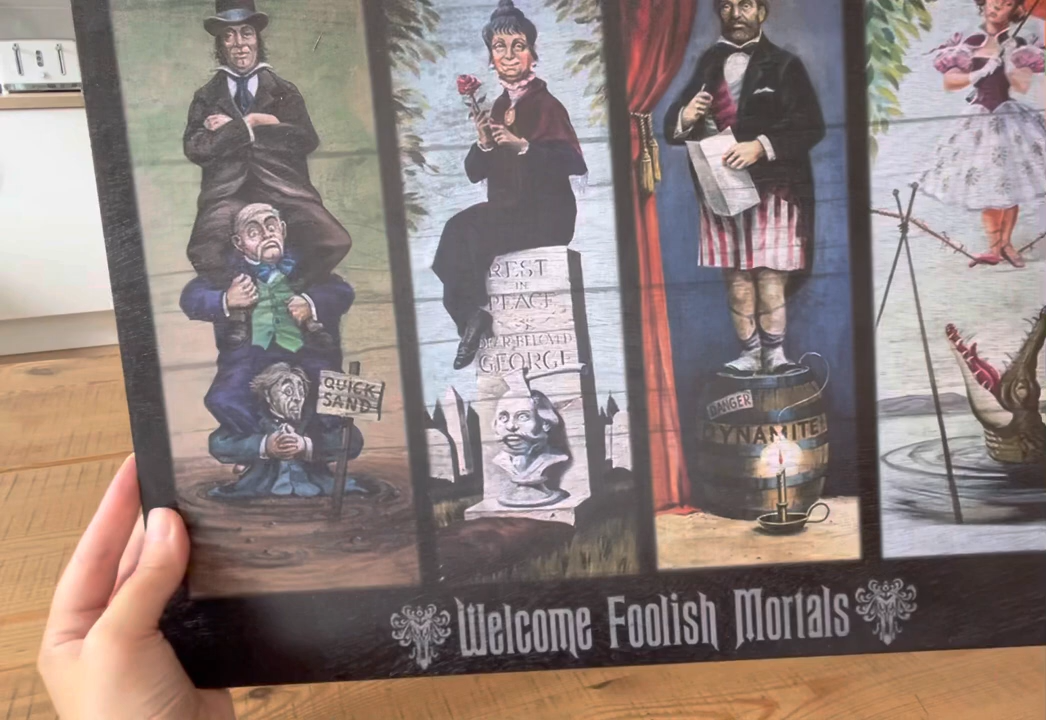 QUICK
SAND
REST
IN
PEACE
DEAR BELOVED
GEORGE
DANGER
DYNAMITE
Welcome Foolish Mortals